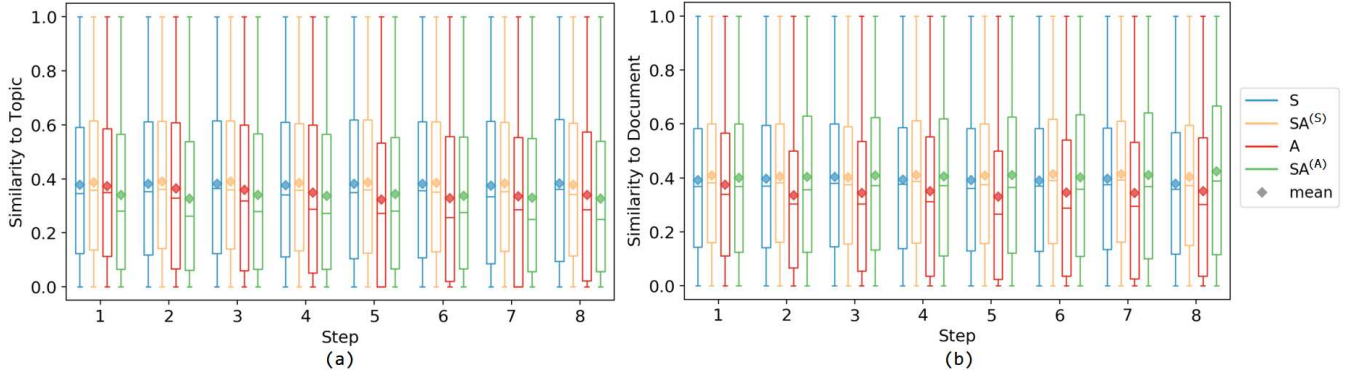 Similarity to Topic
1.0
0.8
0.6
0.4
0.2
0.0
1 2 3 4 5 6 7 8
Step
(a)
Similarity to Document
1.0
0.8
0.6
0.4
0.2
0.0
1 2 3 4 5 6 7 8
Step
(b)
S
SA(S)
A
SA(A)
mean